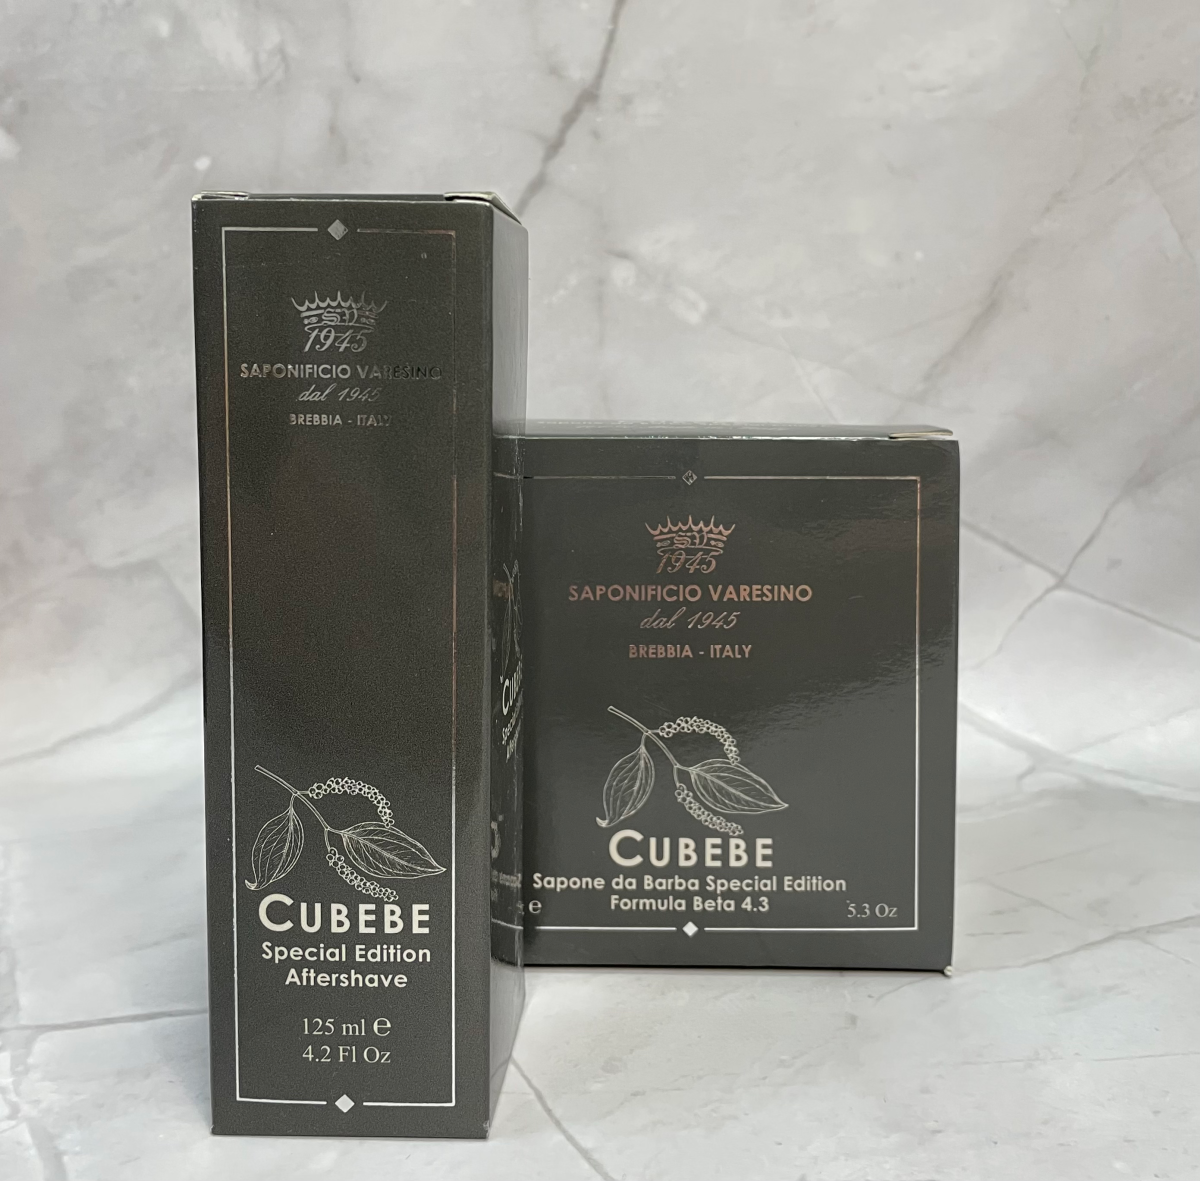 SV
1945
SAPONIFICIO VARESINO
dal 1945
BREBBIA - ITALY
CUBEBE
Special Edition
Aftershave
125 ml ℮
4.2 Fl Oz
SV
1945
SAPONIFICIO VARESINO
dal 1945
BREBBIA - ITALY
CUBEBE
Sapone da Barba Special Edition
Formula Beta 4.3
℮ 5.3 Oz